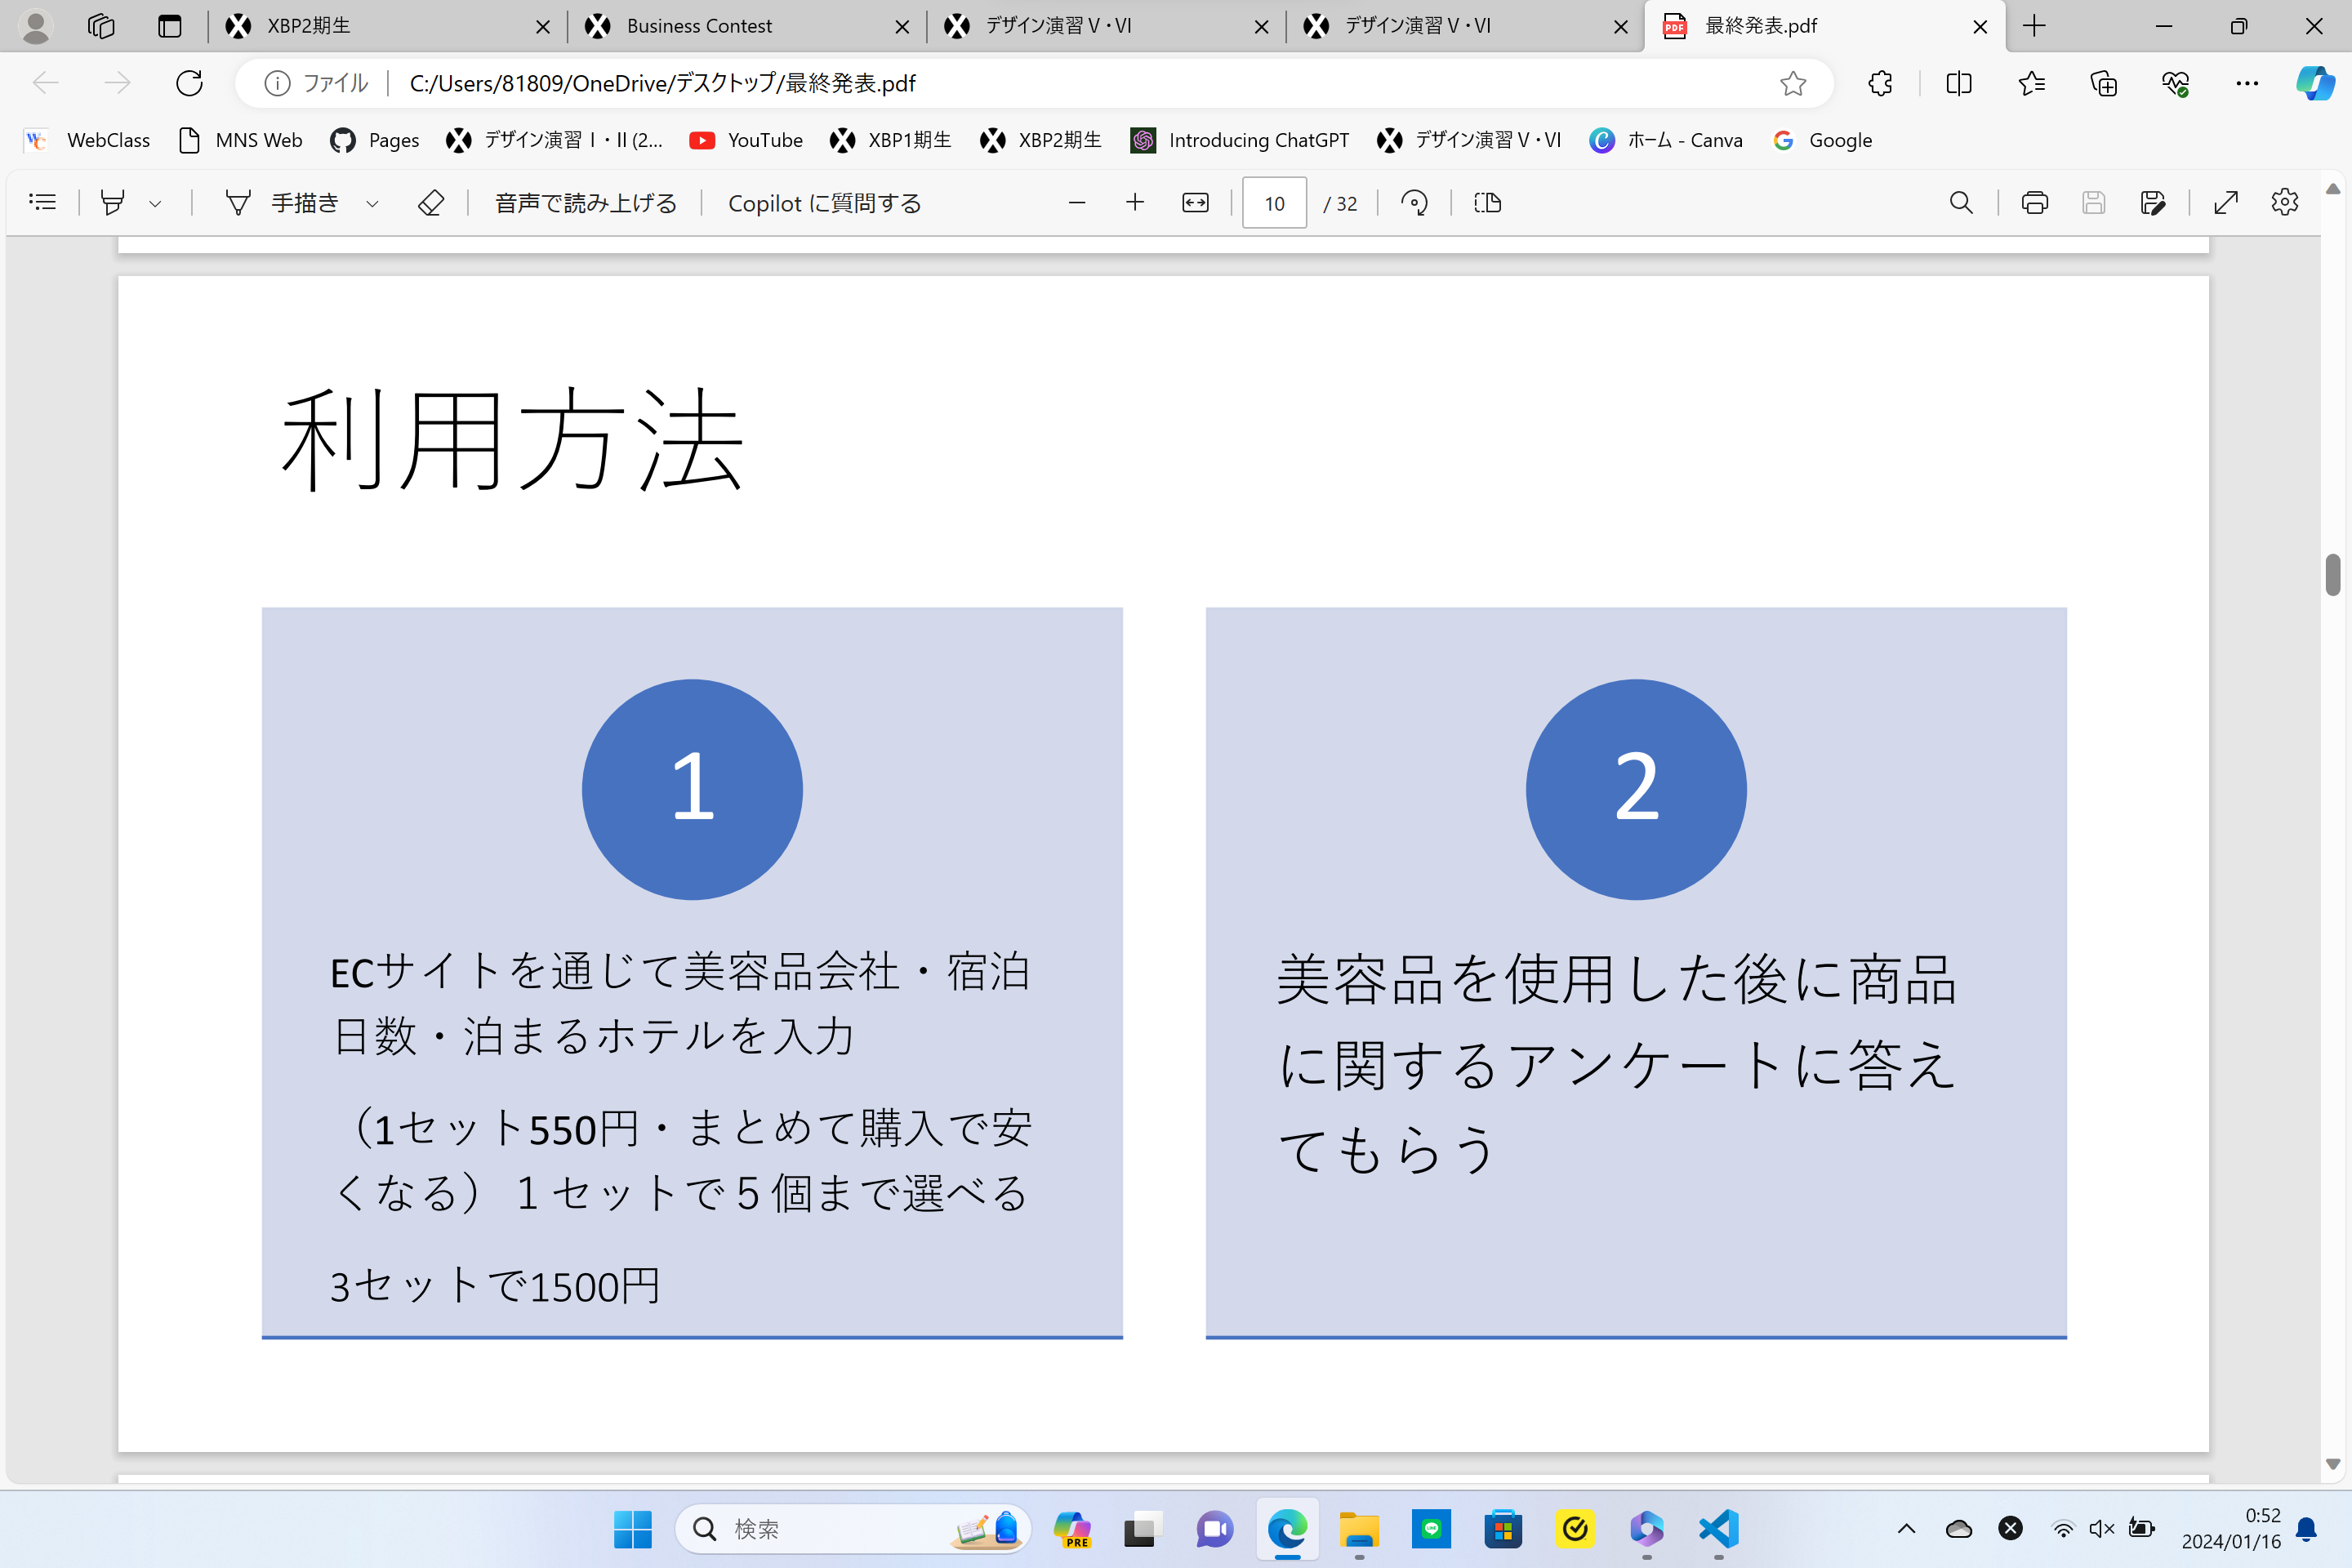 XBP2期生
Business Contest
デザイン演習Ⅴ・Ⅵ
デザイン演習Ⅴ・Ⅵ
最終発表.pdf
ファイル
C:/Users/81809/OneDrive/デスクトップ/最終発表.pdf
WebClass
MNS Web
Pages
デザイン演習Ⅰ・Ⅱ(2...
YouTube
XBP1期生
XBP2期生
Introducing ChatGPT
デザイン演習Ⅴ・Ⅵ
ホーム - Canva
Google
手描き
音声で読み上げる
Copilot に質問する
10 / 32
利用方法
1
ECサイトを通じて美容品会社・宿泊
日数・泊まるホテルを入力
（1セット550円・まとめて購入で安
くなる）１セットで５個まで選べる
3セットで1500円
2
美容品を使用した後に商品
に関するアンケートに答え
てもらう
検索
PRE
0:52
2024/01/16